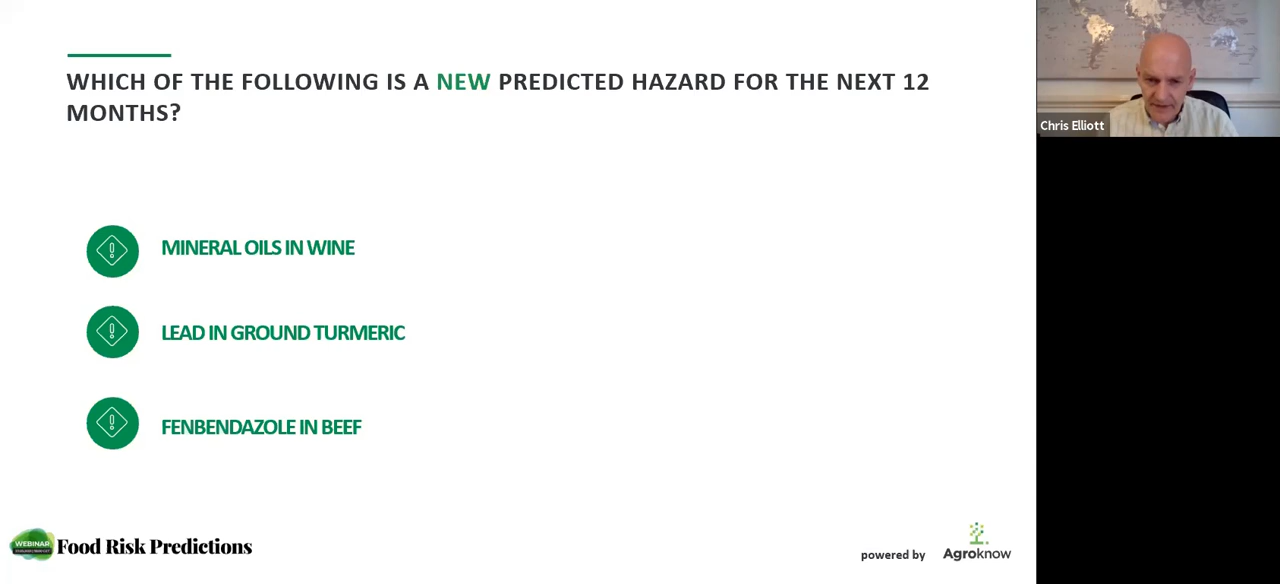 WHICH OF THE FOLLOWING IS A NEW PREDICTED HAZARD FOR THE NEXT 12
MONTHS?
Chris Elliott
MINERAL OILS IN WINE
LEAD IN GROUND TURMERIC
FENBENDAZOLE IN BEEF
WEBINAR
Food Risk Predictions
powered by
Agroknow